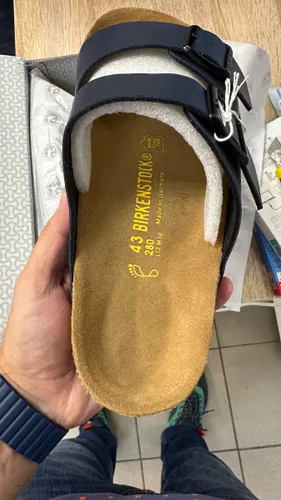 43 BIRKENSTOCK®
280 Made in Germany